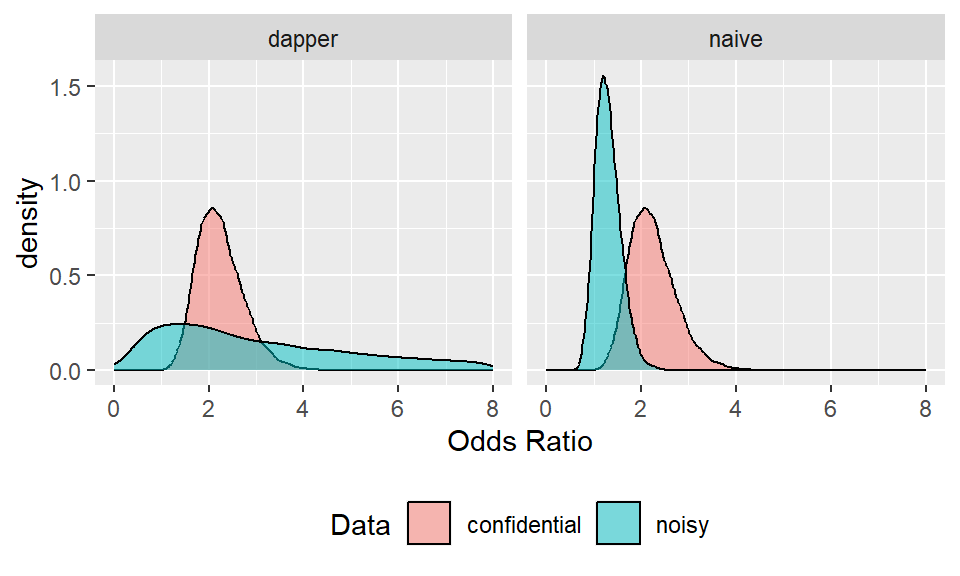 dapper
naive
density
1.5
1.0
0.5
0.0
0 2 4 6 8
0 2 4 6 8
Odds Ratio
Data confidential noisy